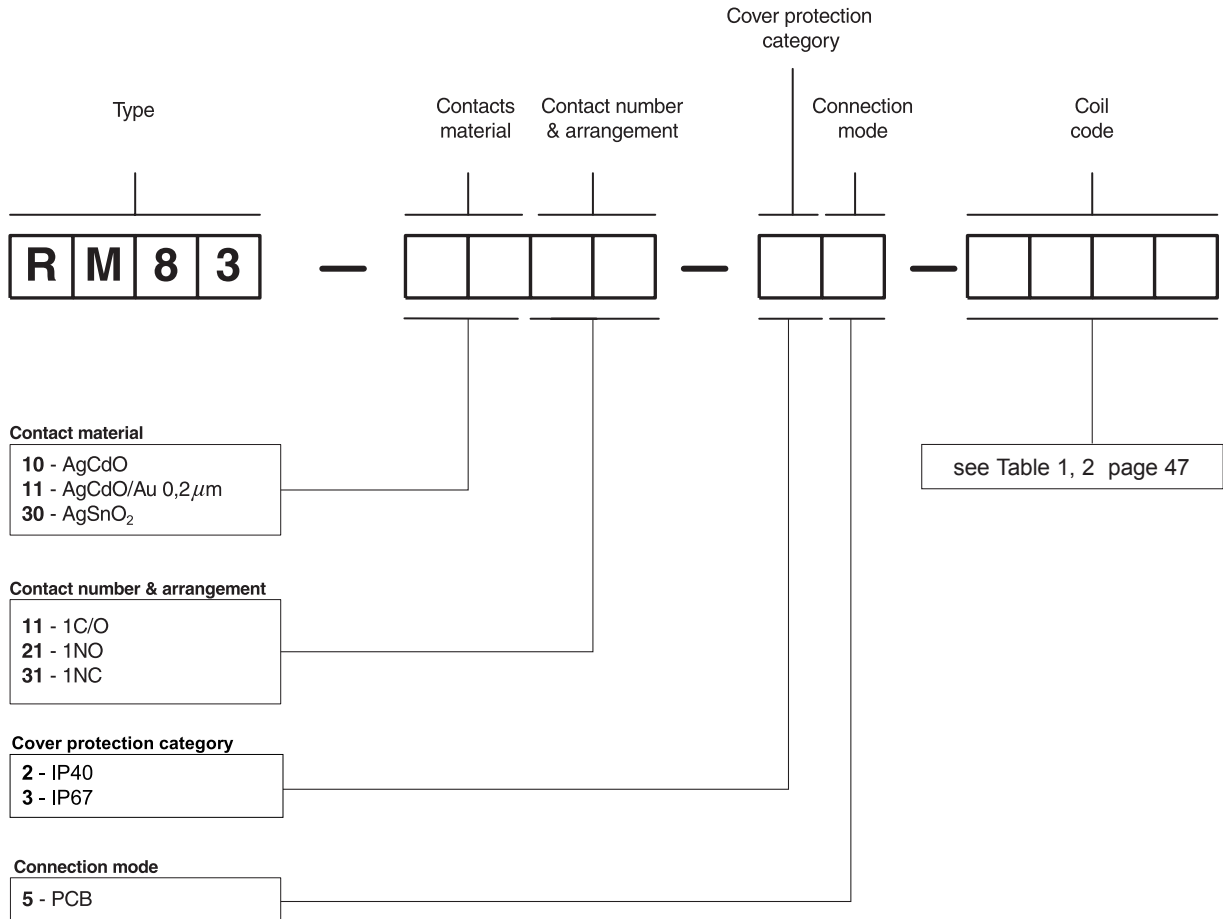 Cover protection
category
Type
Contacts
material
Contact number
& arrangement
Connection
mode
Coil
code
R M 8 3 — — —
Contact material
10 - AgCdO
11 - AgCdO/Au 0,2μm
30 - AgSnO₂
see Table 1, 2 page 47
Contact number & arrangement
11 - 1C/O
21 - 1NO
31 - 1NC
Cover protection category
2 - IP40
3 - IP67
Connection mode
5 - PCB